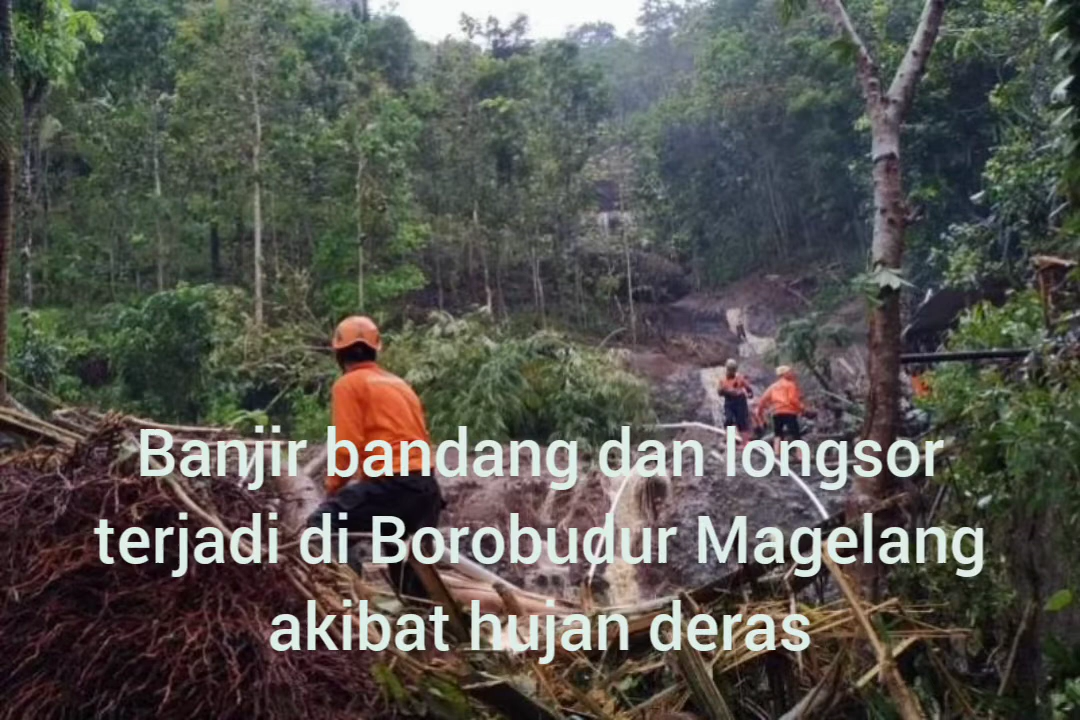 Banjir bandang dan longsor
terjadi di Borobudur Magelang
akibat hujan deras